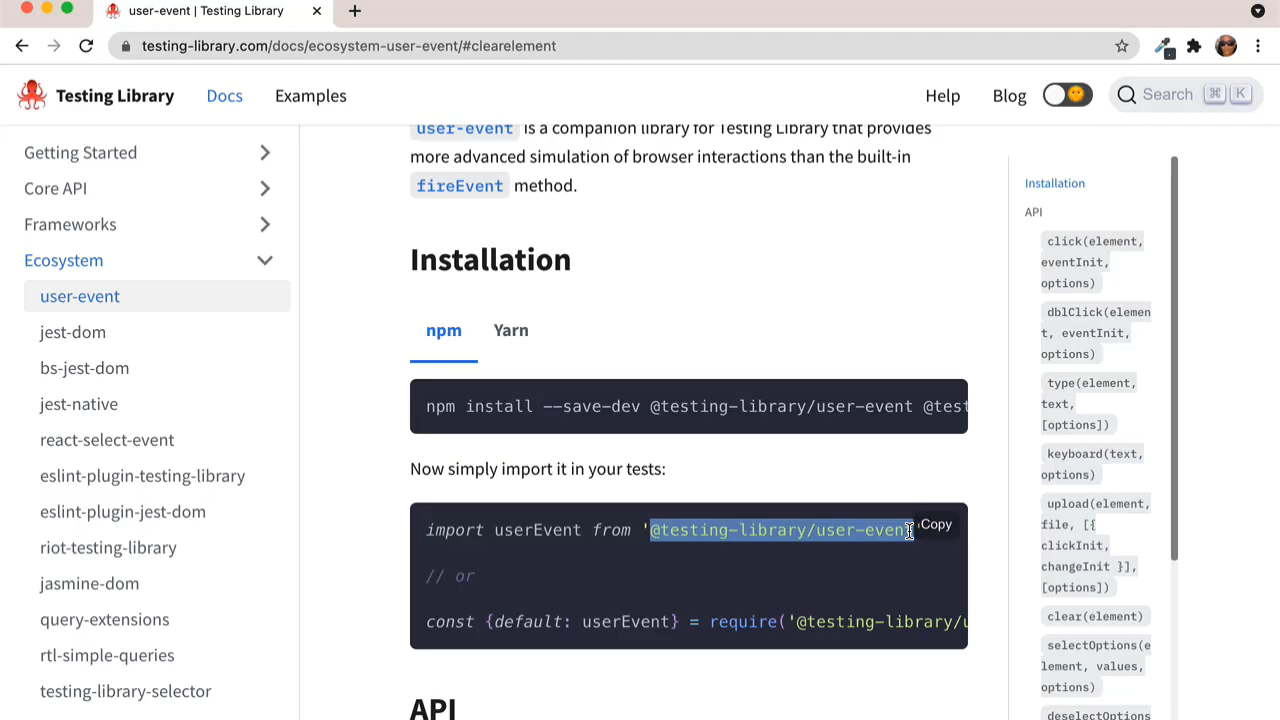 user-event | Testing Library
testing-library.com/docs/ecosystem-user-event/#clearelement
Testing Library
Docs
Examples
Help
Blog
Search ⌘ K
Getting Started
Core API
Frameworks
Ecosystem
user-event
jest-dom
bs-jest-dom
jest-native
react-select-event
eslint-plugin-testing-library
eslint-plugin-jest-dom
riot-testing-library
jasmine-dom
query-extensions
rtl-simple-queries
testing-library-selector
user-event is a companion library for Testing Library that provides
more advanced simulation of browser interactions than the built-in
fireEvent method.
Installation
npm
Yarn
npm install --save-dev @testing-library/user-event @test
Now simply import it in your tests:
import userEvent from '@testing-library/user-event'
Copy
// or
const {default: userEvent} = require('@testing-library/u
API
Installation
API
click(element,
eventInit,
options)
dblClick(elemen
t, eventInit,
options)
type(element,
text,
[options])
keyboard(text,
options)
upload(element,
file, [{
clickInit,
changeInit }],
[options])
clear(element)
selectOptions(e
lement, values,
options)
deselectOptions